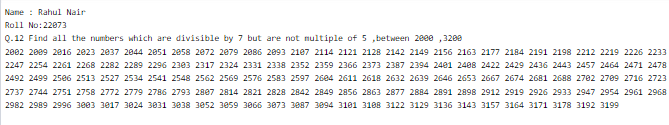 Name : Rahul Nair
Roll No:22073
Q.12 Find all the numbers which are divisible by 7 but are not multiple of 5 ,between 2000 ,3200
2002 2009 2016 2023 2037 2044 2051 2058 2072 2079 2086 2093 2107 2114 2121 2128 2142 2149 2156 2163 2177 2184 2191 2198 2212 2219 2226 2233
2247 2254 2261 2268 2282 2289 2296 2303 2317 2324 2331 2338 2352 2359 2366 2373 2387 2394 2401 2408 2422 2429 2436 2443 2457 2464 2471 2478
2492 2499 2506 2513 2527 2534 2541 2548 2562 2569 2576 2583 2597 2604 2611 2618 2632 2639 2646 2653 2667 2674 2681 2688 2702 2709 2716 2723
2737 2744 2751 2758 2772 2779 2786 2793 2807 2814 2821 2828 2842 2849 2856 2863 2877 2884 2891 2898 2912 2919 2926 2933 2947 2954 2961 2968
2982 2989 2996 3003 3017 3024 3031 3038 3052 3059 3066 3073 3087 3094 3101 3108 3122 3129 3136 3143 3157 3164 3171 3178 3192 3199